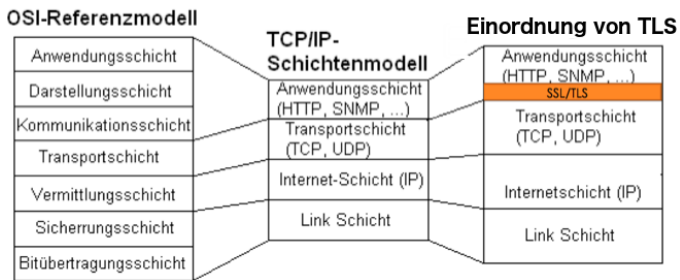 OSI-Referenzmodell
Anwendungsschicht
Darstellungsschicht
Kommunikationsschicht
Transportschicht
Vermittlungsschicht
Sicherrungsschicht
Bitübertragungsschicht
TCP/IP-
Schichtenmodell
Anwendungsschicht
(HTTP, SNMP, ...)
Transportschicht
(TCP, UDP)
Internet-Schicht (IP)
Link Schicht
Einordnung von TLS
Anwendungsschicht
(HTTP, SNMP, ...)
SSL/TLS
Transportschicht
(TCP, UDP)
Internetschicht (IP)
Link Schicht